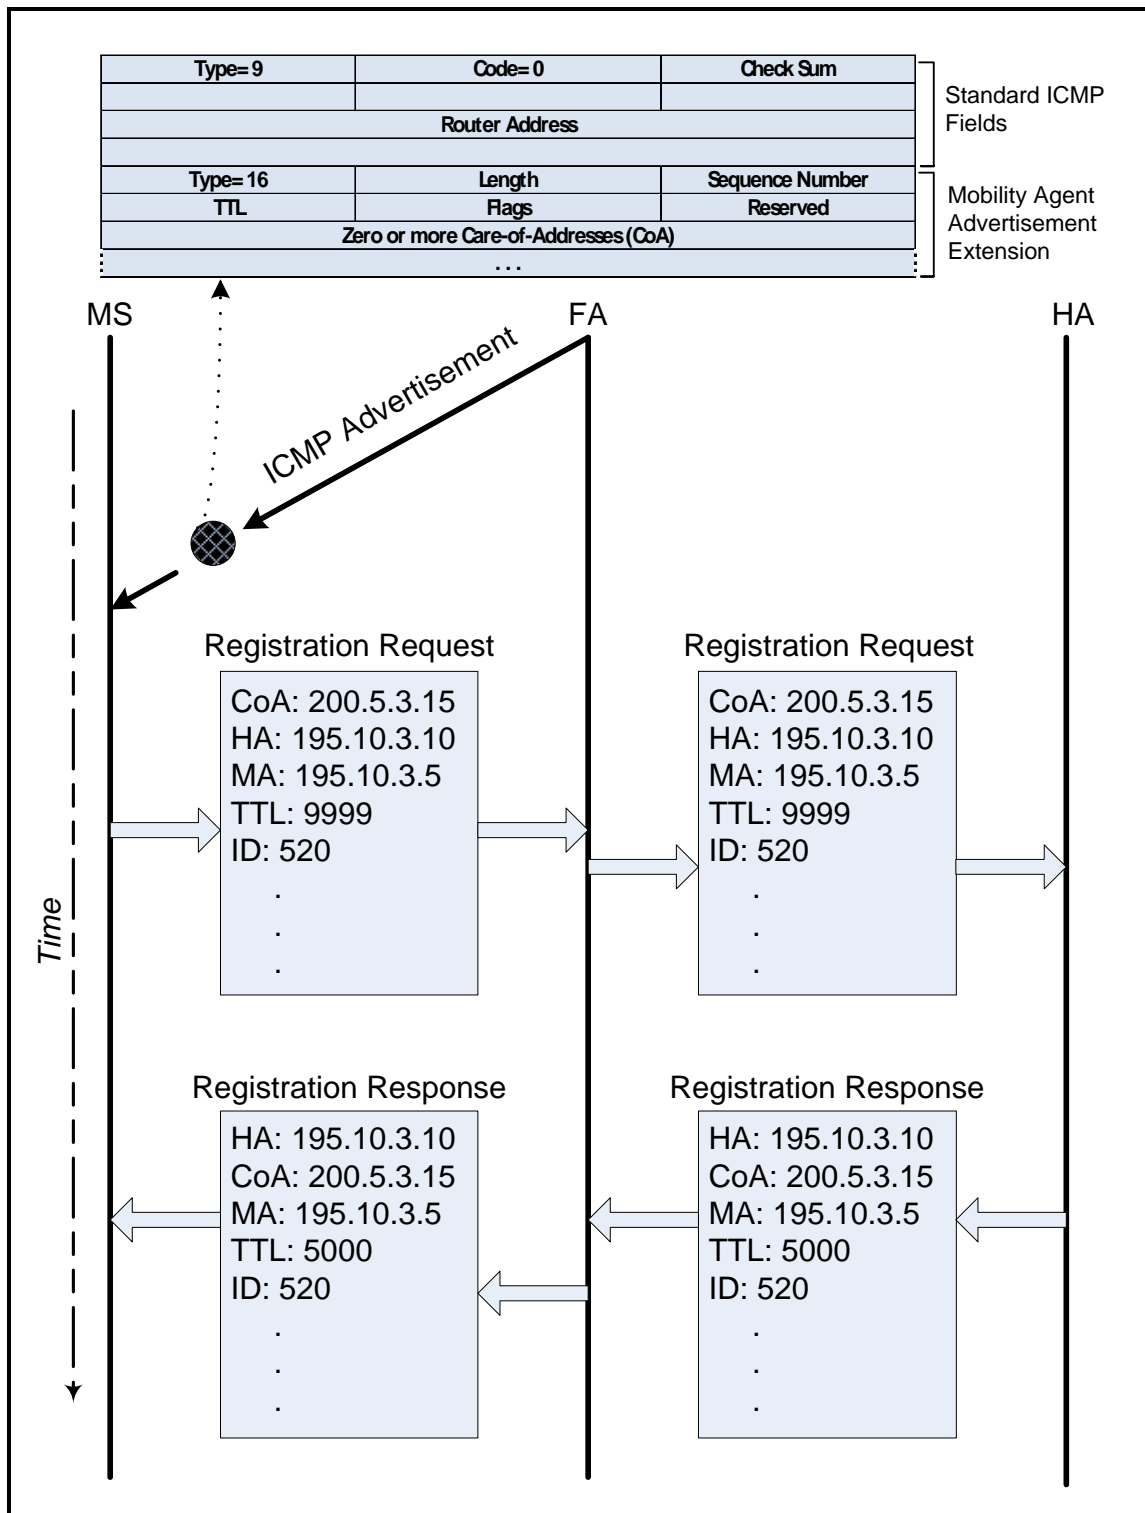 Type= 9 Code= 0 Check Sum
Router Address
Standard ICMP
Fields
Type= 16 Length Sequence Number
TTL Flags Reserved
Zero or more Care-of-Addresses (CoA)
. . .
Mobility Agent
Advertisement
Extension
MS FA HA
ICMP Advertisement
Time
Registration Request
CoA: 200.5.3.15
HA: 195.10.3.10
MA: 195.10.3.5
TTL: 9999
ID: 520
.
.
.
Registration Request
CoA: 200.5.3.15
HA: 195.10.3.10
MA: 195.10.3.5
TTL: 9999
ID: 520
.
.
.
Registration Response
HA: 195.10.3.10
CoA: 200.5.3.15
MA: 195.10.3.5
TTL: 5000
ID: 520
.
.
.
Registration Response
HA: 195.10.3.10
CoA: 200.5.3.15
MA: 195.10.3.5
TTL: 5000
ID: 520
.
.
.